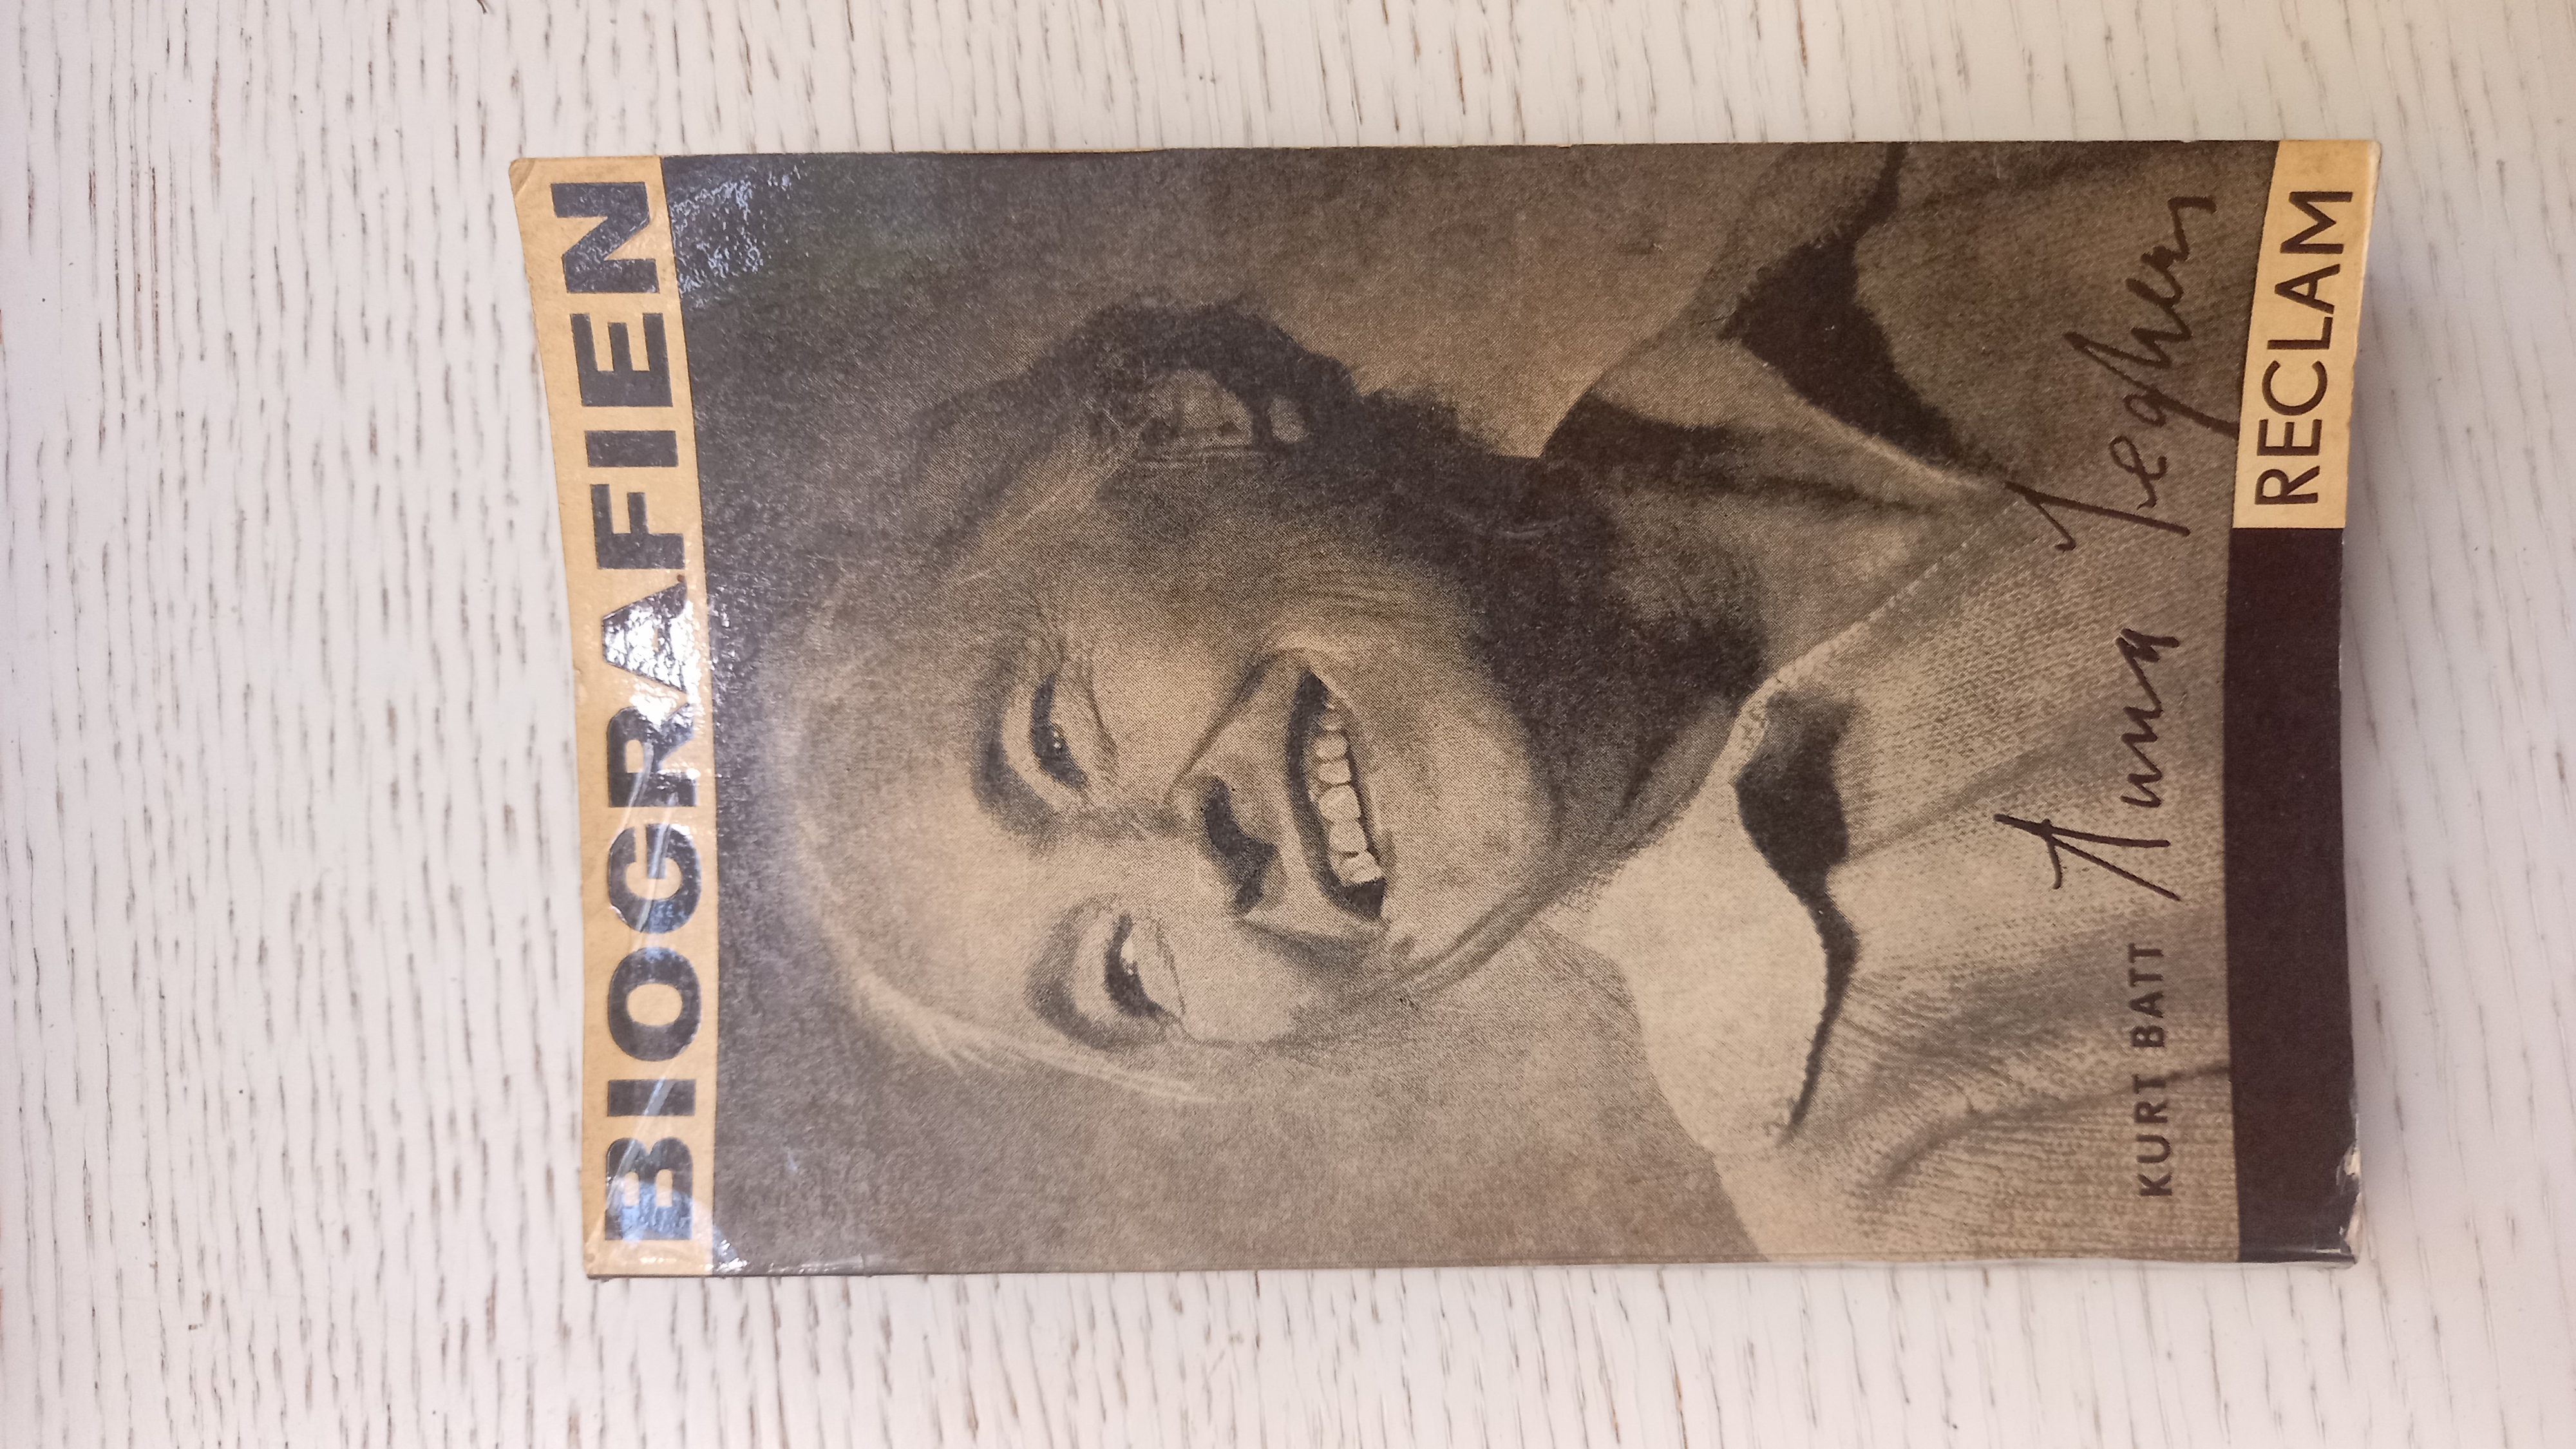 BIOGRAFIEN
KURT BATT Anna Seghers
RECLAM